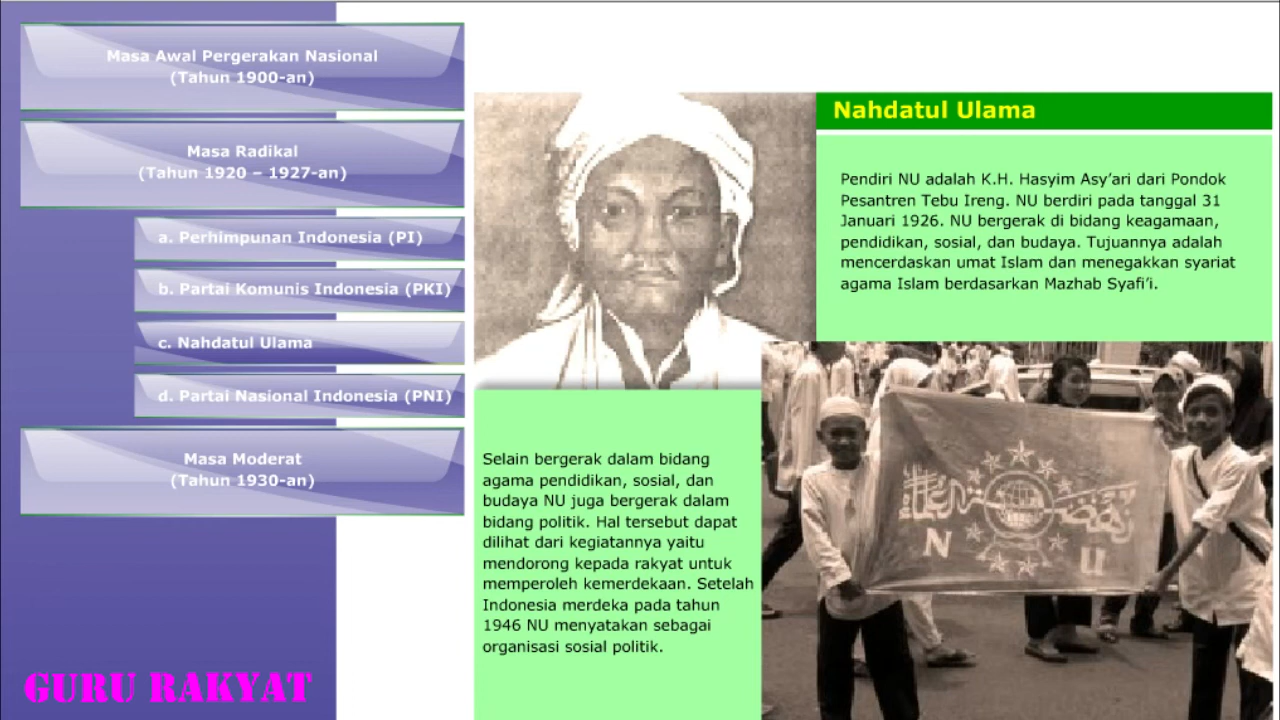 Masa Awal Pergerakan Nasional
(Tahun 1900-an)
Masa Radikal
(Tahun 1920 – 1927-an)
a. Perhimpunan Indonesia (PI)
b. Partai Komunis Indonesia (PKI)
c. Nahdatul Ulama
d. Partai Nasional Indonesia (PNI)
Masa Moderat
(Tahun 1930-an)
GURU RAKYAT
Nahdatul Ulama
Pendiri NU adalah K.H. Hasyim Asy’ari dari Pondok
Pesantren Tebu Ireng. NU berdiri pada tanggal 31
Januari 1926. NU bergerak di bidang keagamaan,
pendidikan, sosial, dan budaya. Tujuannya adalah
mencerdaskan umat Islam dan menegakkan syariat
agama Islam berdasarkan Mazhab Syafi’i.
Selain bergerak dalam bidang
agama pendidikan, sosial, dan
budaya NU juga bergerak dalam
bidang politik. Hal tersebut dapat
dilihat dari kegiatannya yaitu
mendorong kepada rakyat untuk
memperoleh kemerdekaan. Setelah
Indonesia merdeka pada tahun
1946 NU menyatakan sebagai
organisasi sosial politik.
N U